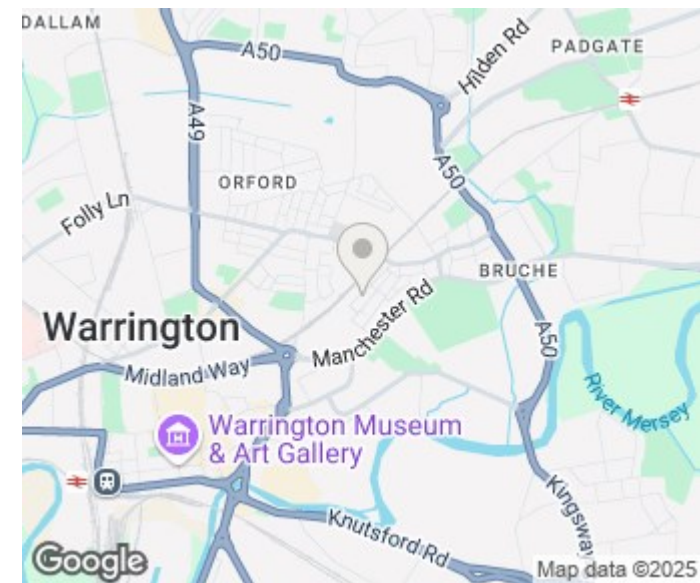 DALLAM
A50
Hilden Rd
PADGATE
A49
A50
ORFORD
Folly Ln
BRUCHE
Manchester Rd
Warrington
A50
Midland Way
River Mersey
Warrington Museum
& Art Gallery
Kingsway
Knutsford Rd
Google
Map data ©2025